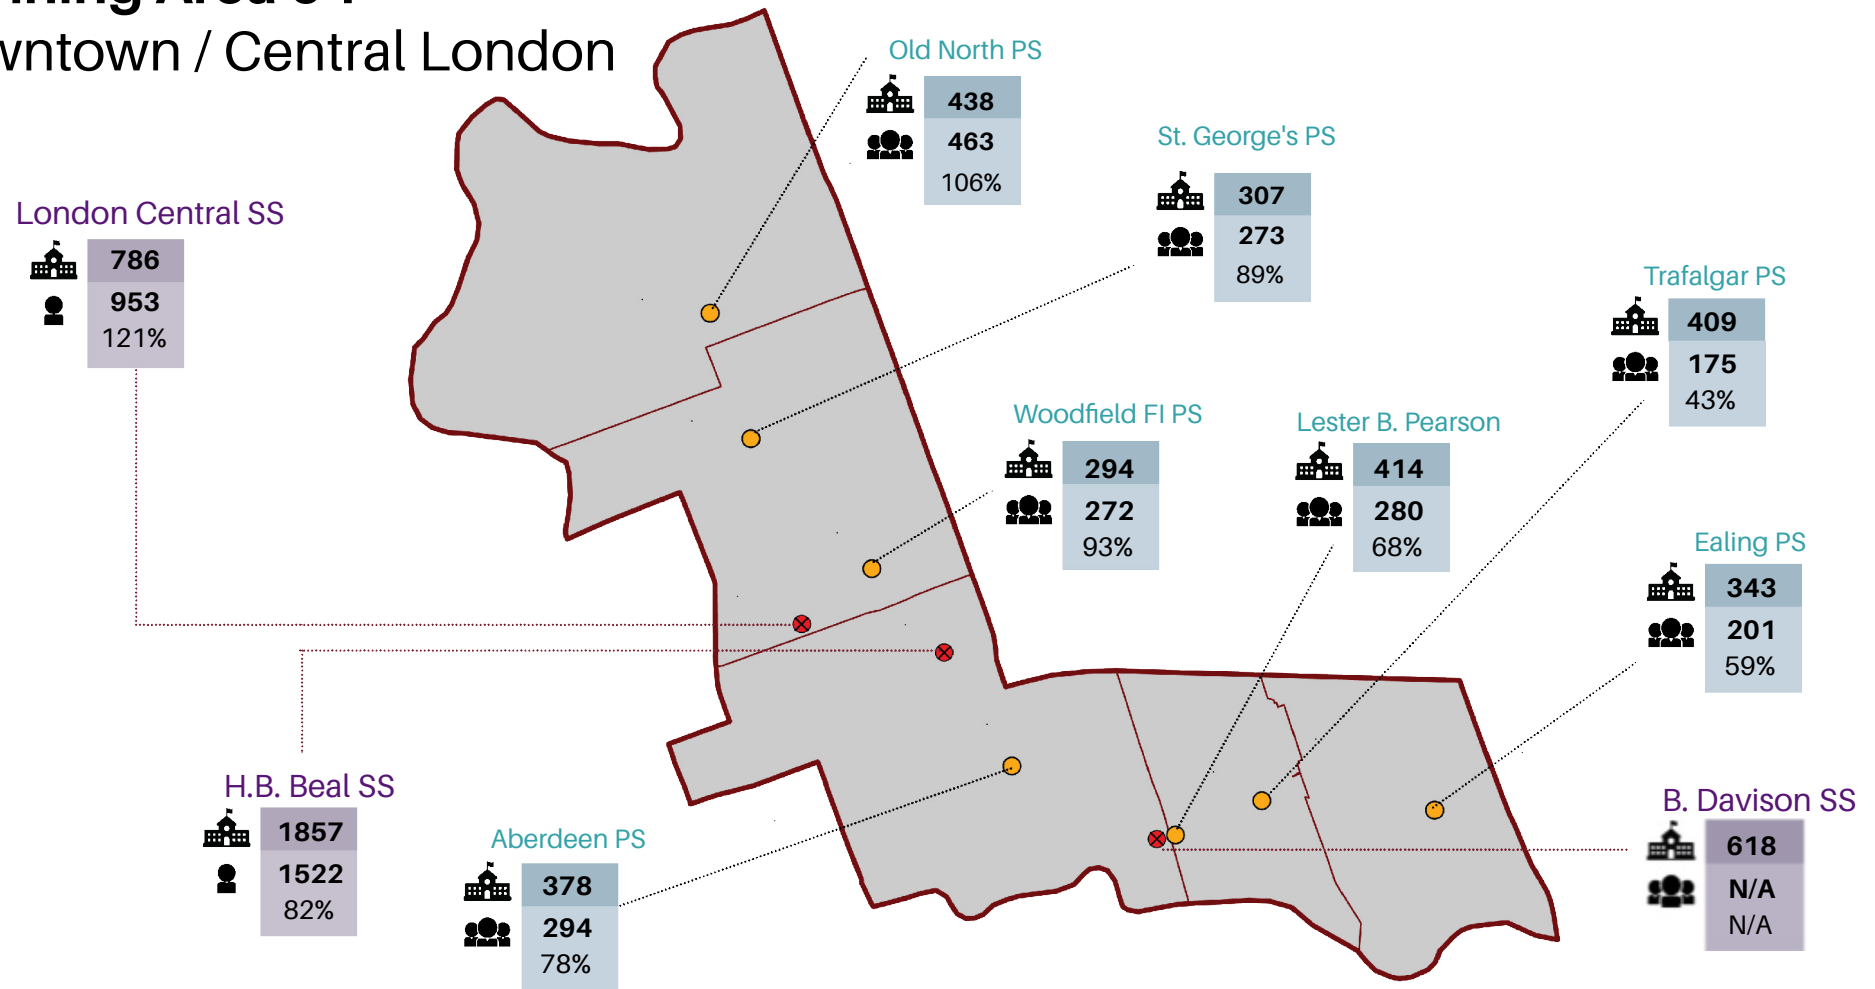 wntown / Central London
Old North PS
438
463
106%
St. George's PS
307
273
89%
London Central SS
786
953
121%
Trafalgar PS
409
175
43%
Woodfield FI PS
294
272
93%
Lester B. Pearson
414
280
68%
Ealing PS
343
201
59%
H.B. Beal SS
1857
1522
82%
Aberdeen PS
378
294
78%
B. Davison SS
618
N/A
N/A